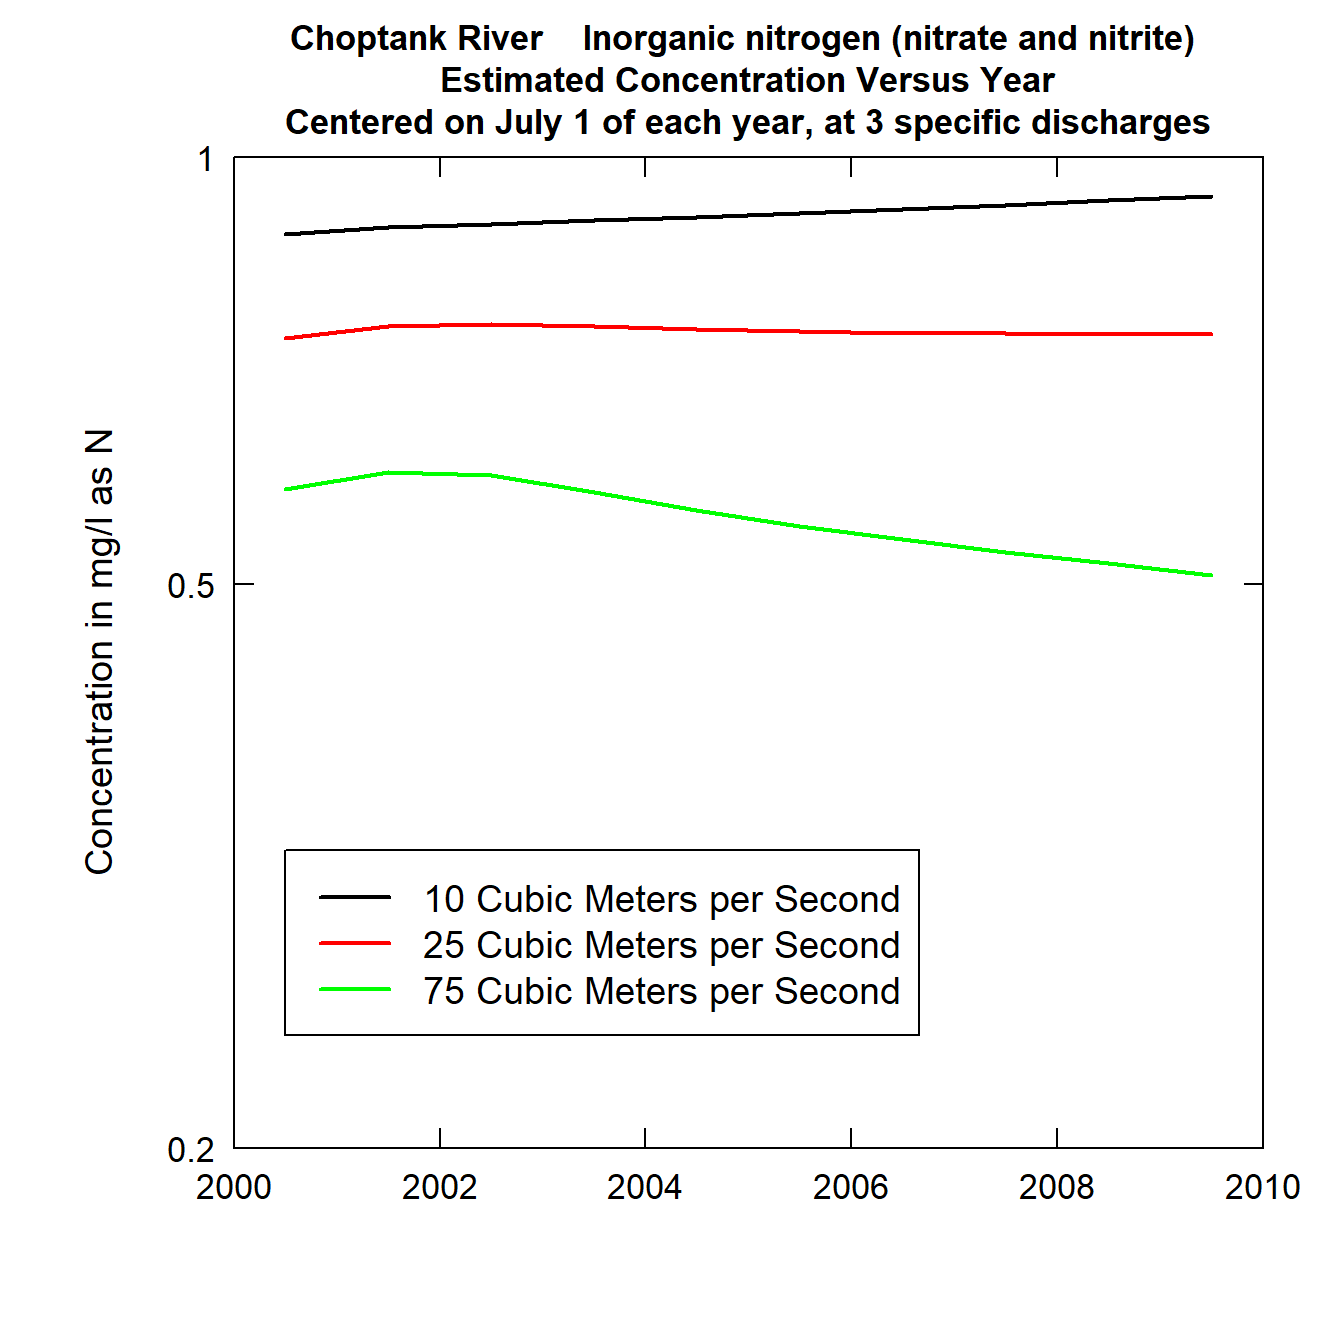 Choptank River    Inorganic nitrogen (nitrate and nitrite)
Estimated Concentration Versus Year
Centered on July 1 of each year, at 3 specific discharges
1
0.5
0.2
Concentration in mg/l as N
10 Cubic Meters per Second
25 Cubic Meters per Second
75 Cubic Meters per Second
2000 2002 2004 2006 2008 2010